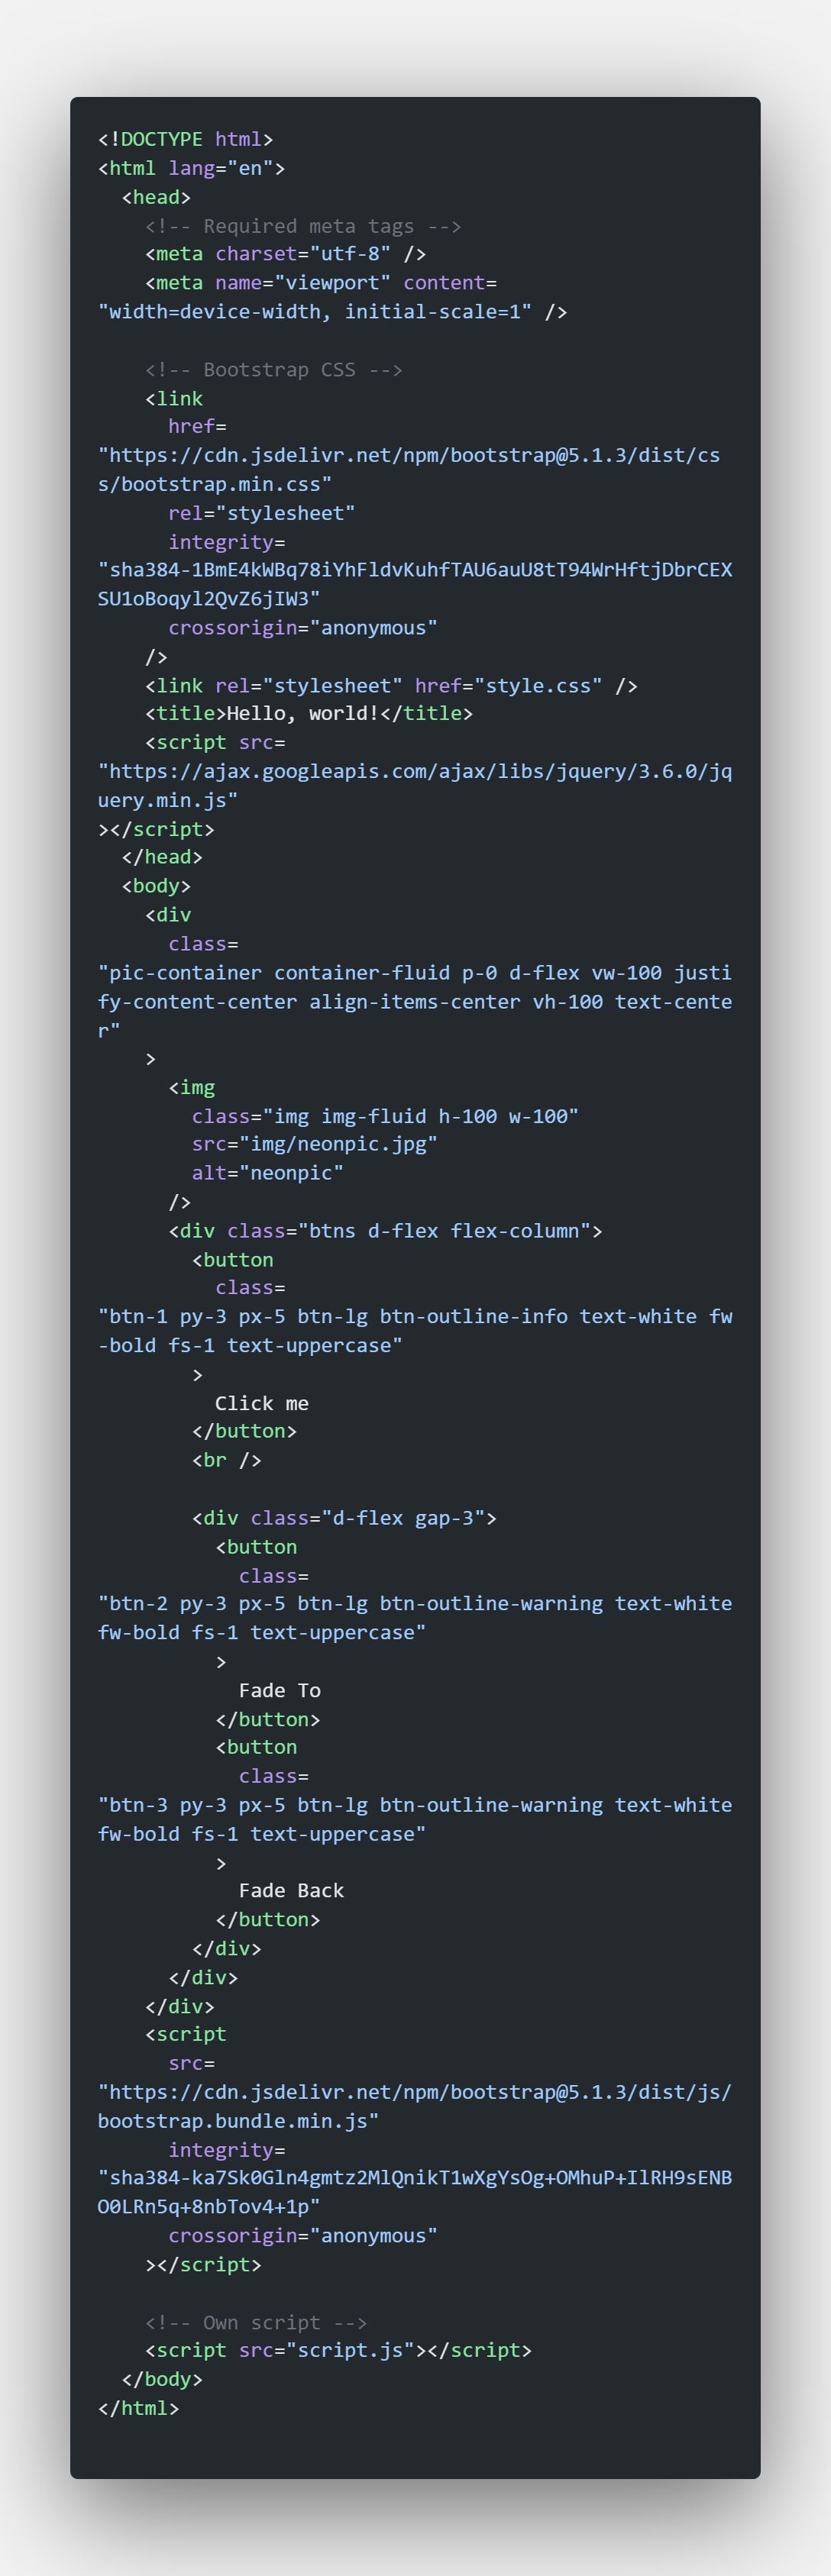 <!DOCTYPE html>
<html lang="en">
  <head>
    <!-- Required meta tags -->
    <meta charset="utf-8" />
    <meta name="viewport" content=
"width=device-width, initial-scale=1" />

    <!-- Bootstrap CSS -->
    <link
      href=
"https://cdn.jsdelivr.net/npm/bootstrap@5.1.3/dist/cs
s/bootstrap.min.css"
      rel="stylesheet"
      integrity=
"sha384-1BmE4kWBq78iYhFldvKuhfTAU6auU8tT94WrHftjDbrCEX
SU1oBoqyl2QvZ6jIW3"
      crossorigin="anonymous"
    />
    <link rel="stylesheet" href="style.css" />
    <title>Hello, world!</title>
    <script src=
"https://ajax.googleapis.com/ajax/libs/jquery/3.6.0/jq
uery.min.js"
></script>
  </head>
  <body>
    <div
      class=
"pic-container container-fluid p-0 d-flex vw-100 justi
fy-content-center align-items-center vh-100 text-cente
r"
    >
      <img
        class="img img-fluid h-100 w-100"
        src="img/neonpic.jpg"
        alt="neonpic"
      />
      <div class="btns d-flex flex-column">
        <button
          class=
"btn-1 py-3 px-5 btn-lg btn-outline-info text-white fw
-bold fs-1 text-uppercase"
        >
          Click me
        </button>
        <br />

        <div class="d-flex gap-3">
          <button
            class=
"btn-2 py-3 px-5 btn-lg btn-outline-warning text-white
fw-bold fs-1 text-uppercase"
          >
            Fade To
          </button>
          <button
            class=
"btn-3 py-3 px-5 btn-lg btn-outline-warning text-white
fw-bold fs-1 text-uppercase"
          >
            Fade Back
          </button>
        </div>
      </div>
    </div>
    <script
      src=
"https://cdn.jsdelivr.net/npm/bootstrap@5.1.3/dist/js/
bootstrap.bundle.min.js"
      integrity=
"sha384-ka7Sk0Gln4gmtz2MlQnikT1wXgYsOg+OMhuP+IlRH9sENB
O0LRn5q+8nbTov4+1p"
      crossorigin="anonymous"
    ></script>

    <!-- Own script -->
    <script src="script.js"></script>
  </body>
</html>